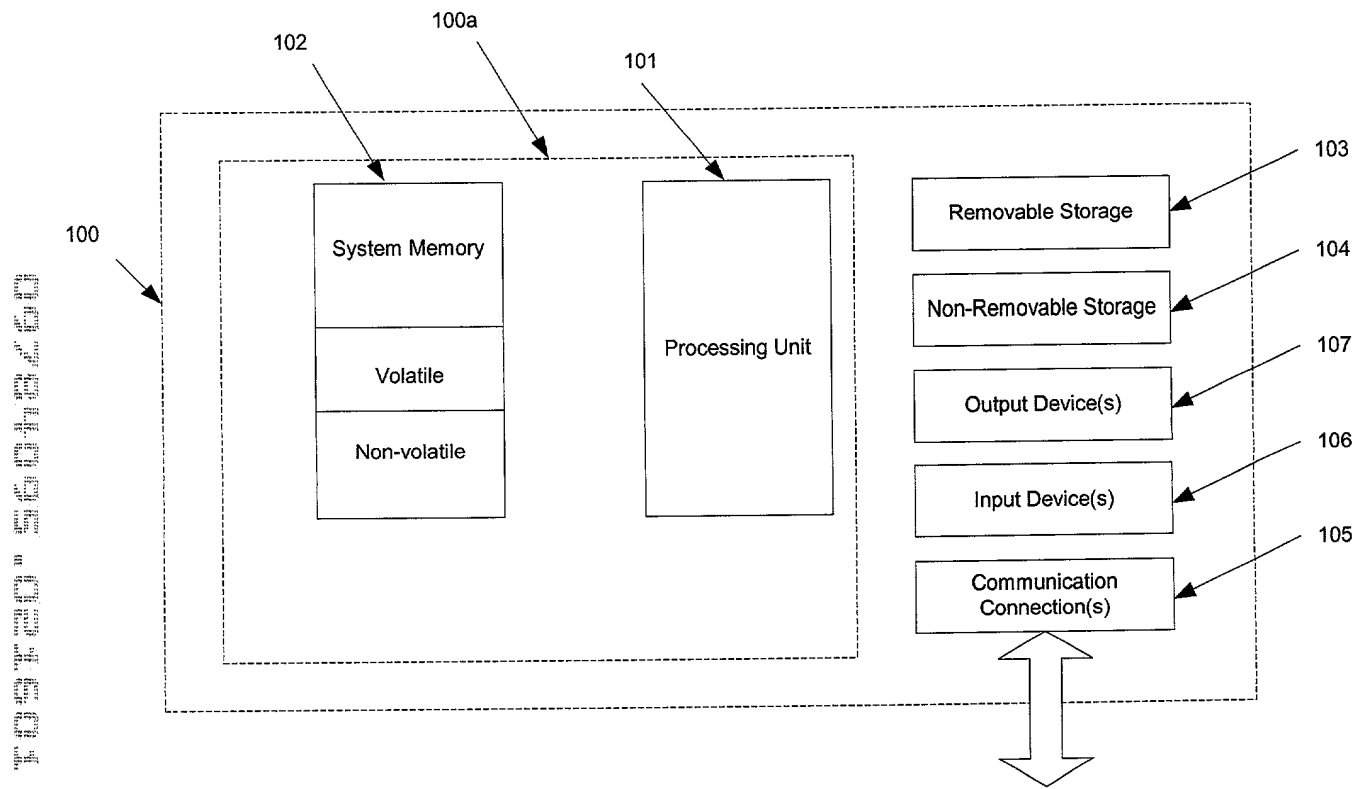 100a
102
101
103
100
System Memory
Removable Storage
104
Non-Removable Storage
Processing Unit
107
Volatile
Output Device(s)
106
Non-volatile
Input Device(s)
105
Communication
Connection(s)